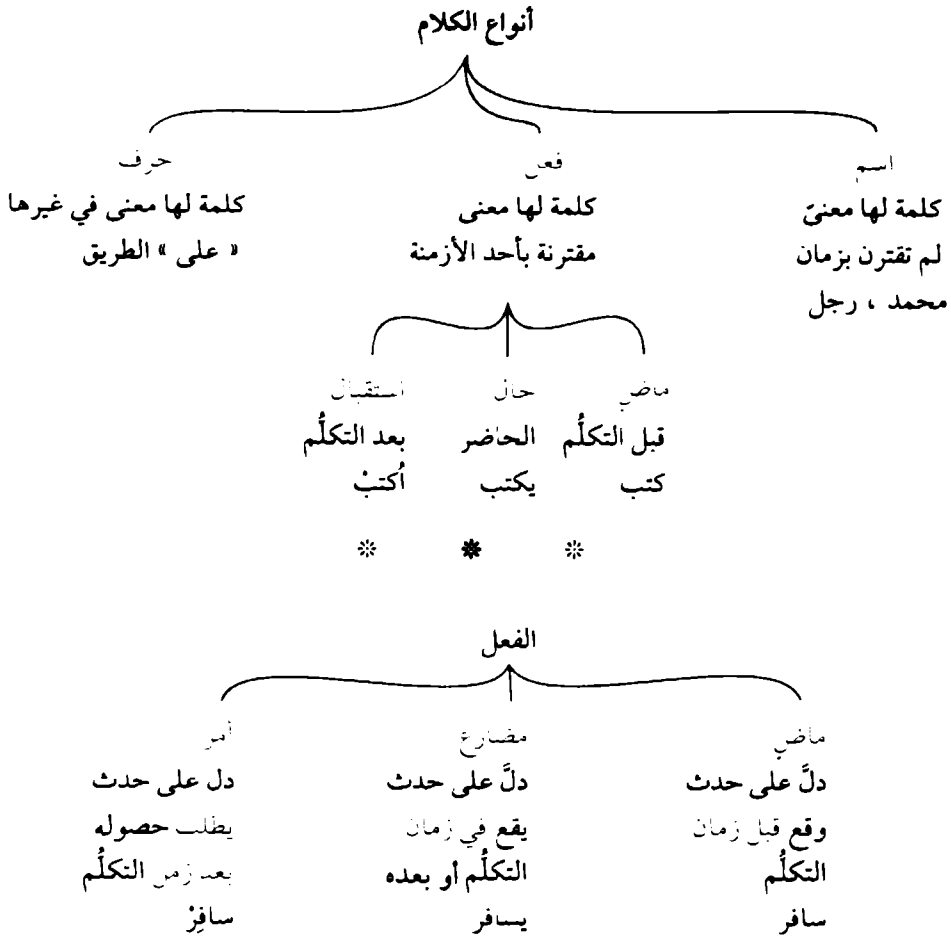 أنواع الكلام
اسم فعل حرف
كلمة لها معنىً كلمة لها معنى كلمة لها معنى في غيرها
لم تقترن بزمان مقترنة بأحد الأزمنة « على » الطريق
محمد ، رجل
ماضٍ حال استقبال
قبل التكلُّم الحاضر بعد التكلُّم
كتب يكتب أُكتبْ
الفعل
ماضٍ مضارع أمر
دلَّ على حدث دلَّ على حدث دل على حدث
وقع قبل زمان يقع في زمان يطلب حصوله
التكلُّم التكلُّم أو بعده بعد زمن التكلُّم
سافر يسافر سافِرْ